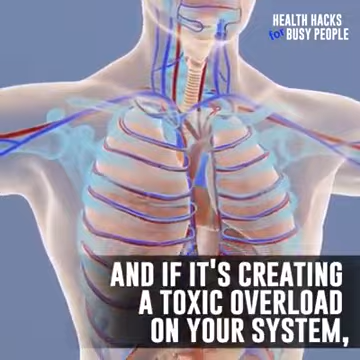 HEALTH HACKS
for BUSY PEOPLE
AND IF IT'S CREATING
A TOXIC OVERLOAD
ON YOUR SYSTEM,